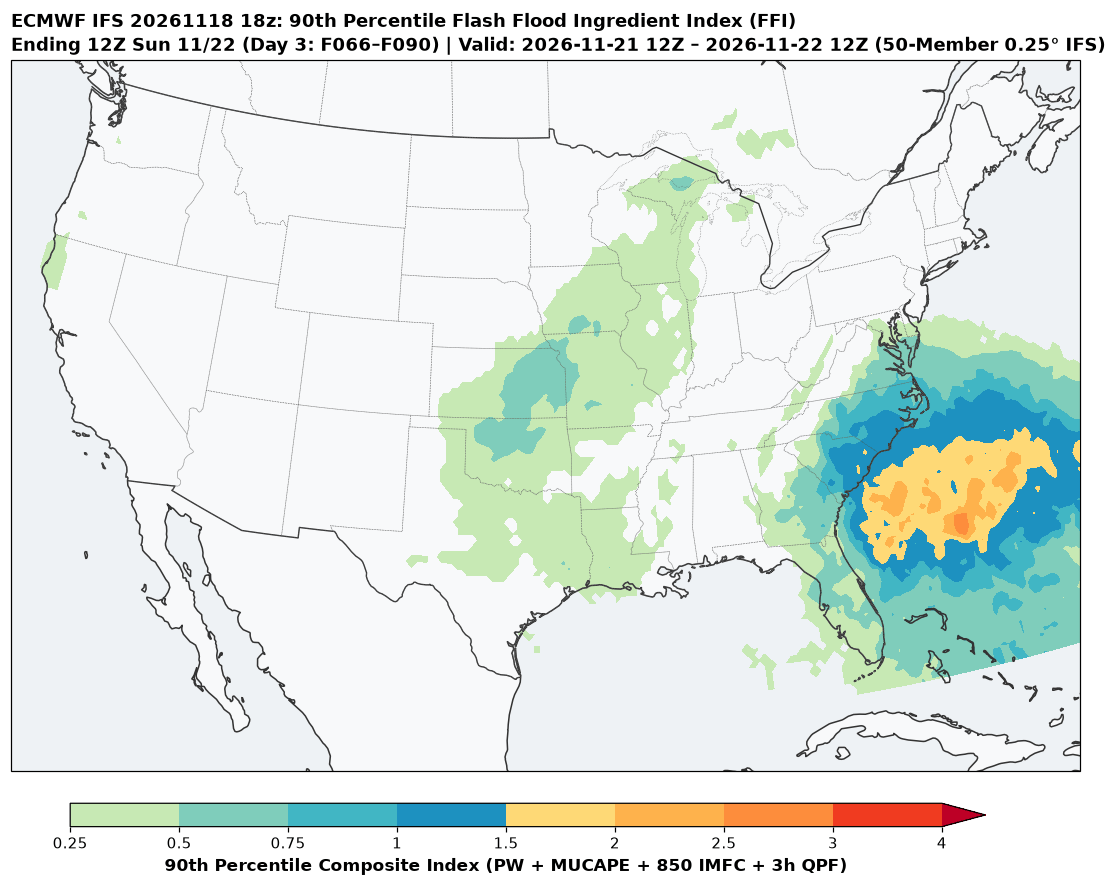 ECMWF IFS 20261118 18z: 90th Percentile Flash Flood Ingredient Index (FFI)
Ending 12Z Sun 11/22 (Day 3: F066–F090) | Valid: 2026-11-21 12Z – 2026-11-22 12Z (50-Member 0.25° IFS)
0.25 0.5 0.75 1 1.5 2 2.5 3 4
90th Percentile Composite Index (PW + MUCAPE + 850 IMFC + 3h QPF)